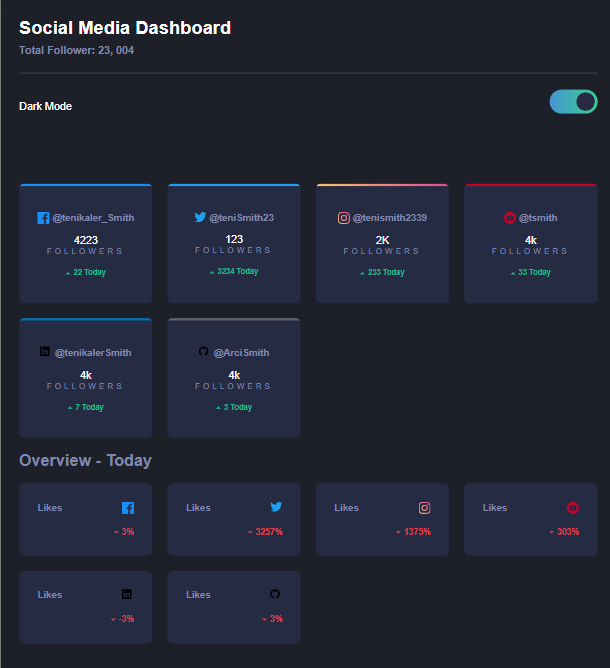 Social Media Dashboard
Total Follower: 23, 004
Dark Mode
@tenikaler_Smith
4223
FOLLOWERS
22 Today
@teniSmith23
123
FOLLOWERS
3234 Today
@tenismith2339
2K
FOLLOWERS
233 Today
@tsmith
4k
FOLLOWERS
33 Today
@tenikalerSmith
4k
FOLLOWERS
7 Today
@ArciSmith
4k
FOLLOWERS
3 Today
Overview - Today
Likes
3%
Likes
3257%
Likes
1375%
Likes
303%
Likes
-3%
Likes
3%